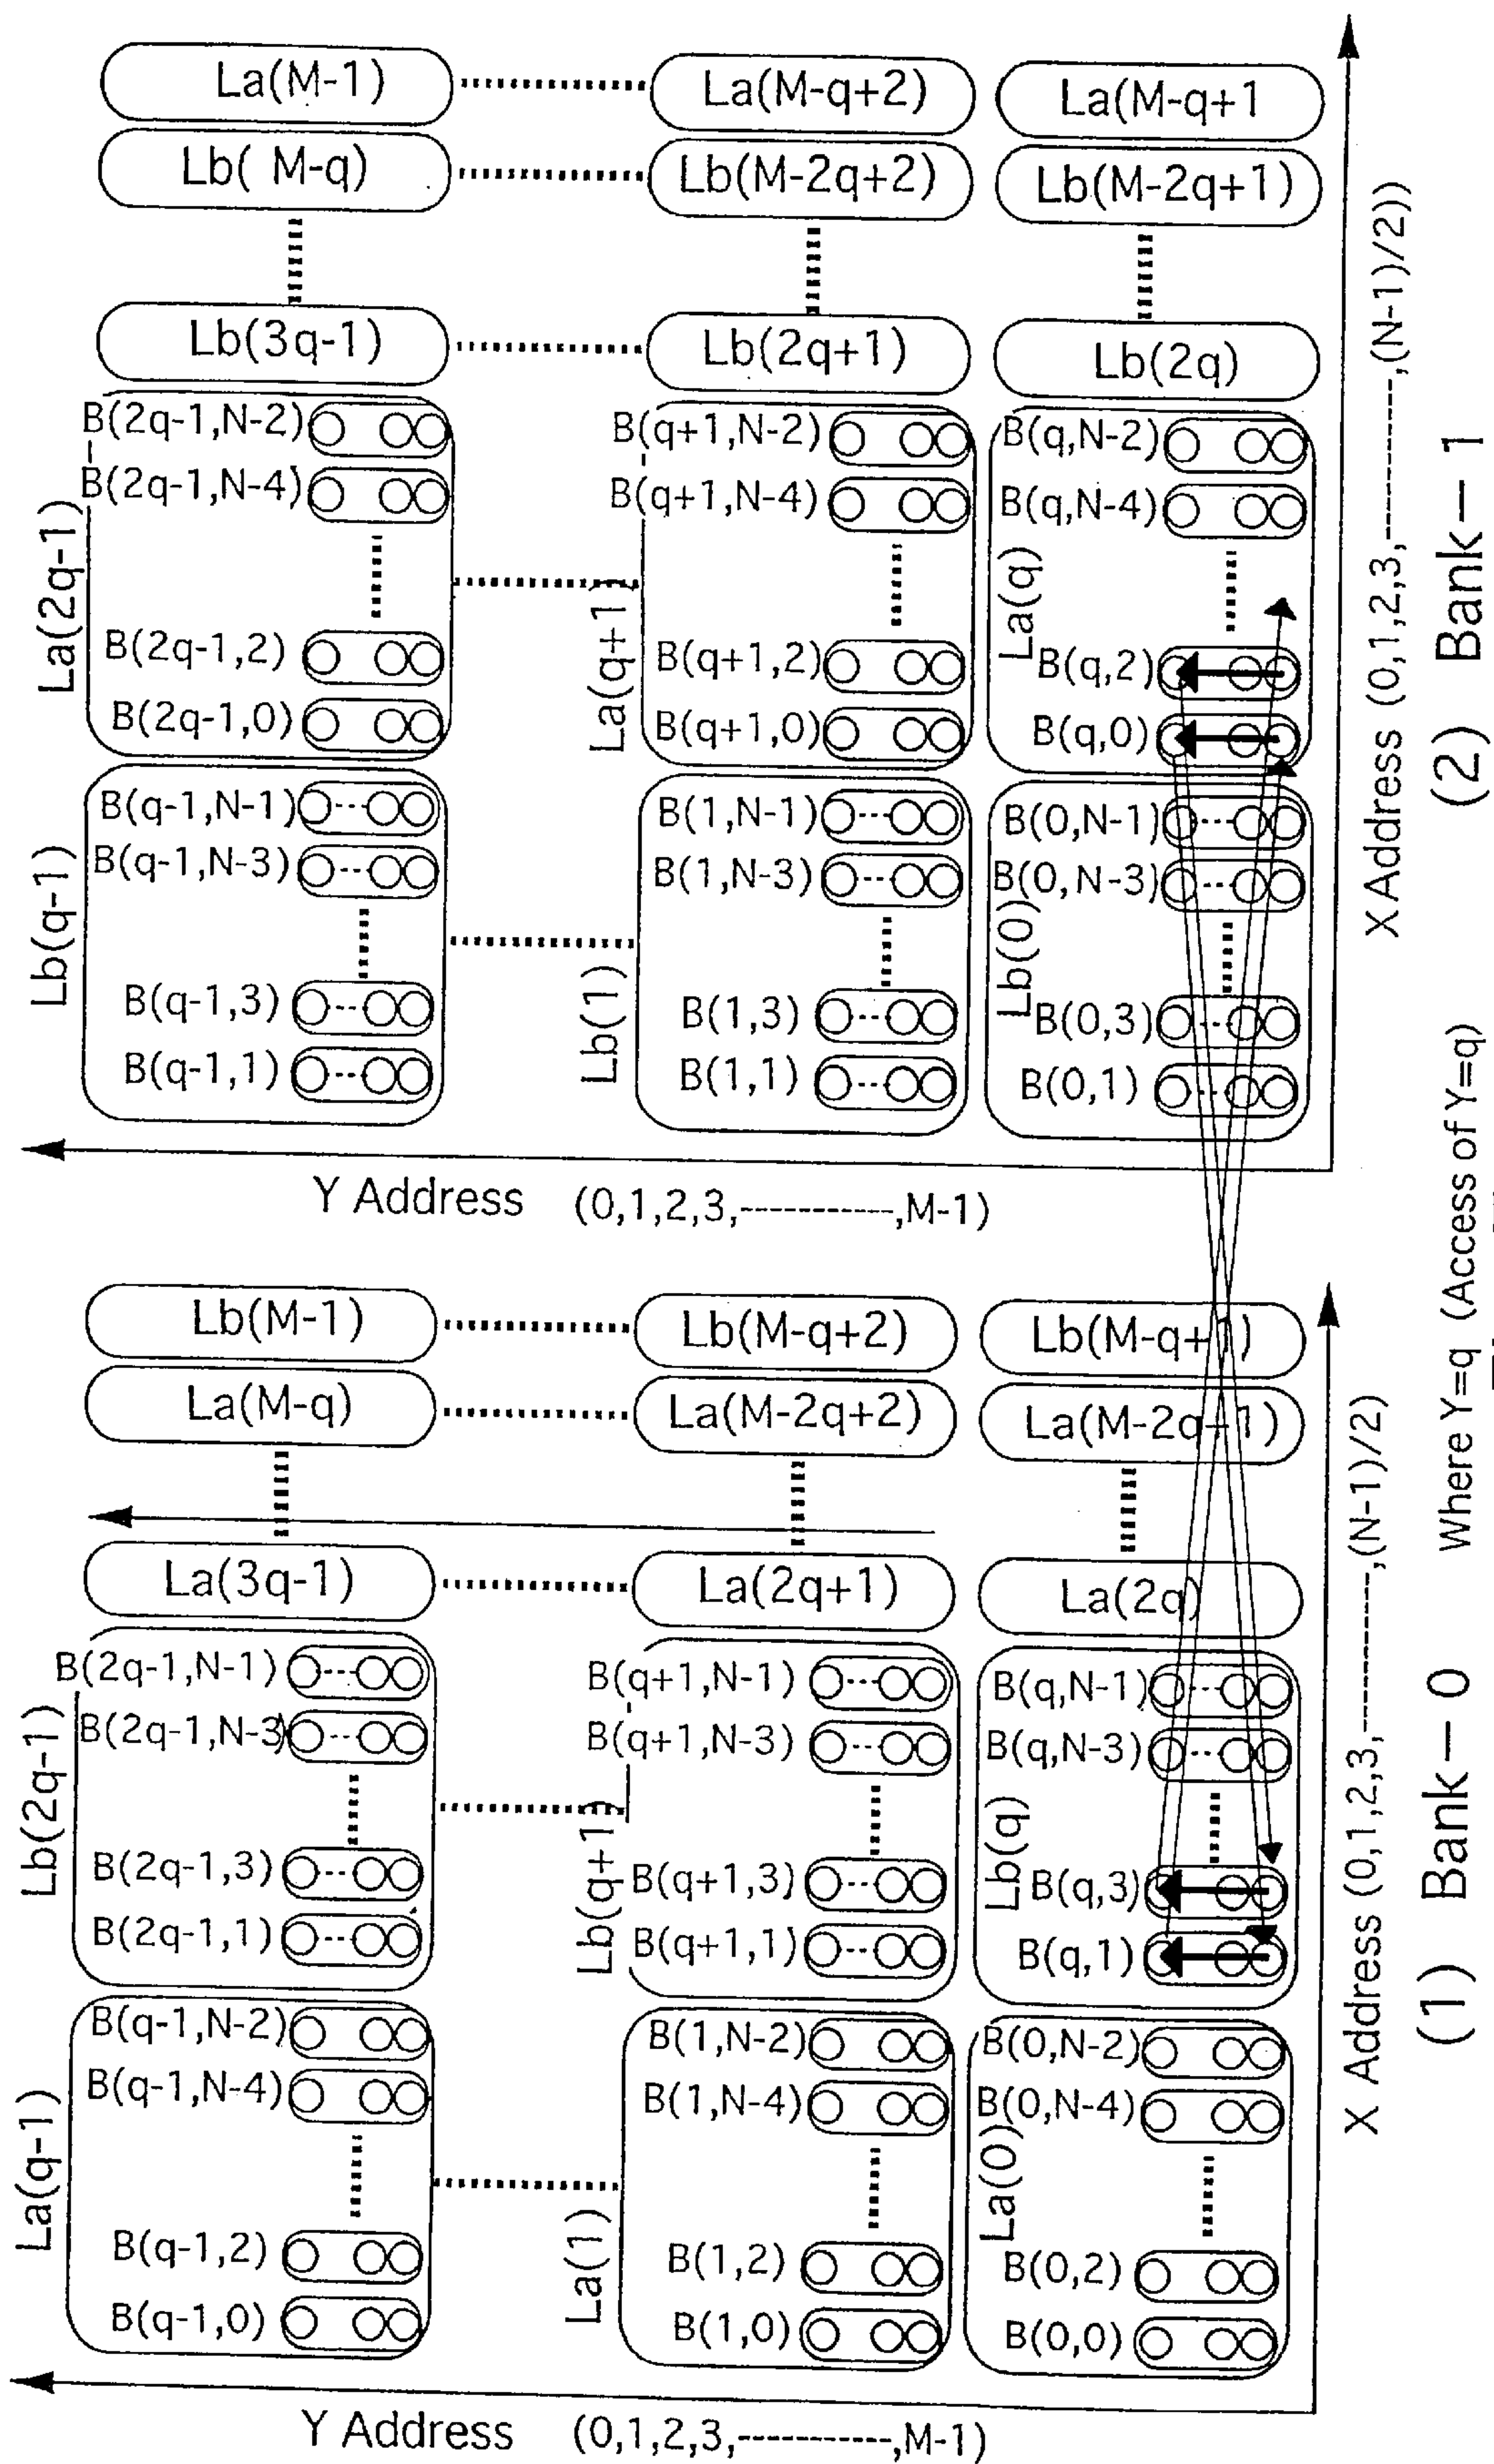 La(M-1)
La(M-q+2)
La(M-q+1
Lb( M-q)
Lb(M-2q+2)
Lb(M-2q+1)
Lb(3q-1)
Lb(2q+1)
Lb(2q)
La(2q-1)
B(2q-1,N-2)
B(2q-1,N-4)
B(2q-1,2)
B(2q-1,0)
La(q+1)
B(q+1,N-2)
B(q+1,N-4)
B(q+1,2)
B(q+1,0)
La(q)
B(q,N-2)
B(q,N-4)
B(q,2)
B(q,0)
Lb(q-1)
B(q-1,N-1)
B(q-1,N-3)
B(q-1,3)
B(q-1,1)
Lb(1)
B(1,N-1)
B(1,N-3)
B(1,3)
B(1,1)
Lb(0)
B(0,N-1)
B(0,N-3)
B(0,3)
B(0,1)
Y Address (0,1,2,3,------------,M-1)
X Address (0,1,2,3,----------,(N-1)/2))
(2) Bank-1
Lb(M-1)
Lb(M-q+2)
Lb(M-q+1)
La(M-q)
La(M-2q+2)
La(M-2q+1)
La(3q-1)
La(2q+1)
La(2q)
Lb(2q-1)
B(2q-1,N-1)
B(2q-1,N-3)
B(2q-1,3)
B(2q-1,1)
Lb(q+1)
B(q+1,N-1)
B(q+1,N-3)
B(q+1,3)
B(q+1,1)
Lb(q)
B(q,N-1)
B(q,N-3)
B(q,3)
B(q,1)
La(q-1)
B(q-1,N-2)
B(q-1,N-4)
B(q-1,2)
B(q-1,0)
La(1)
B(1,N-2)
B(1,N-4)
B(1,2)
B(1,0)
La(0)
B(0,N-2)
B(0,N-4)
B(0,2)
B(0,0)
Y Address (0,1,2,3,------------,M-1)
X Address (0,1,2,3,----------,(N-1)/2)
(1) Bank-0
Where Y=q (Access of Y=q)